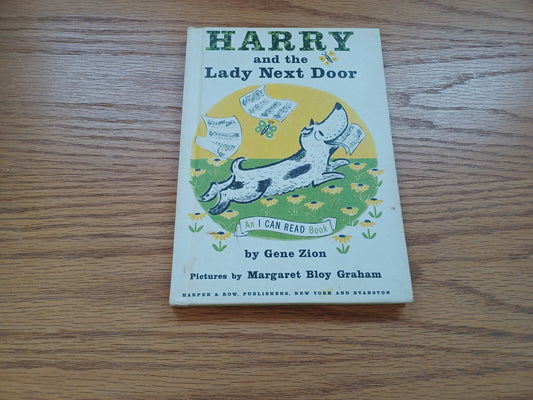 HARRY
and the
Lady Next Door
An I CAN READ Book
by Gene Zion
Pictures by Margaret Bloy Graham
HARPER & ROW, PUBLISHERS, NEW YORK AND EVANSTON